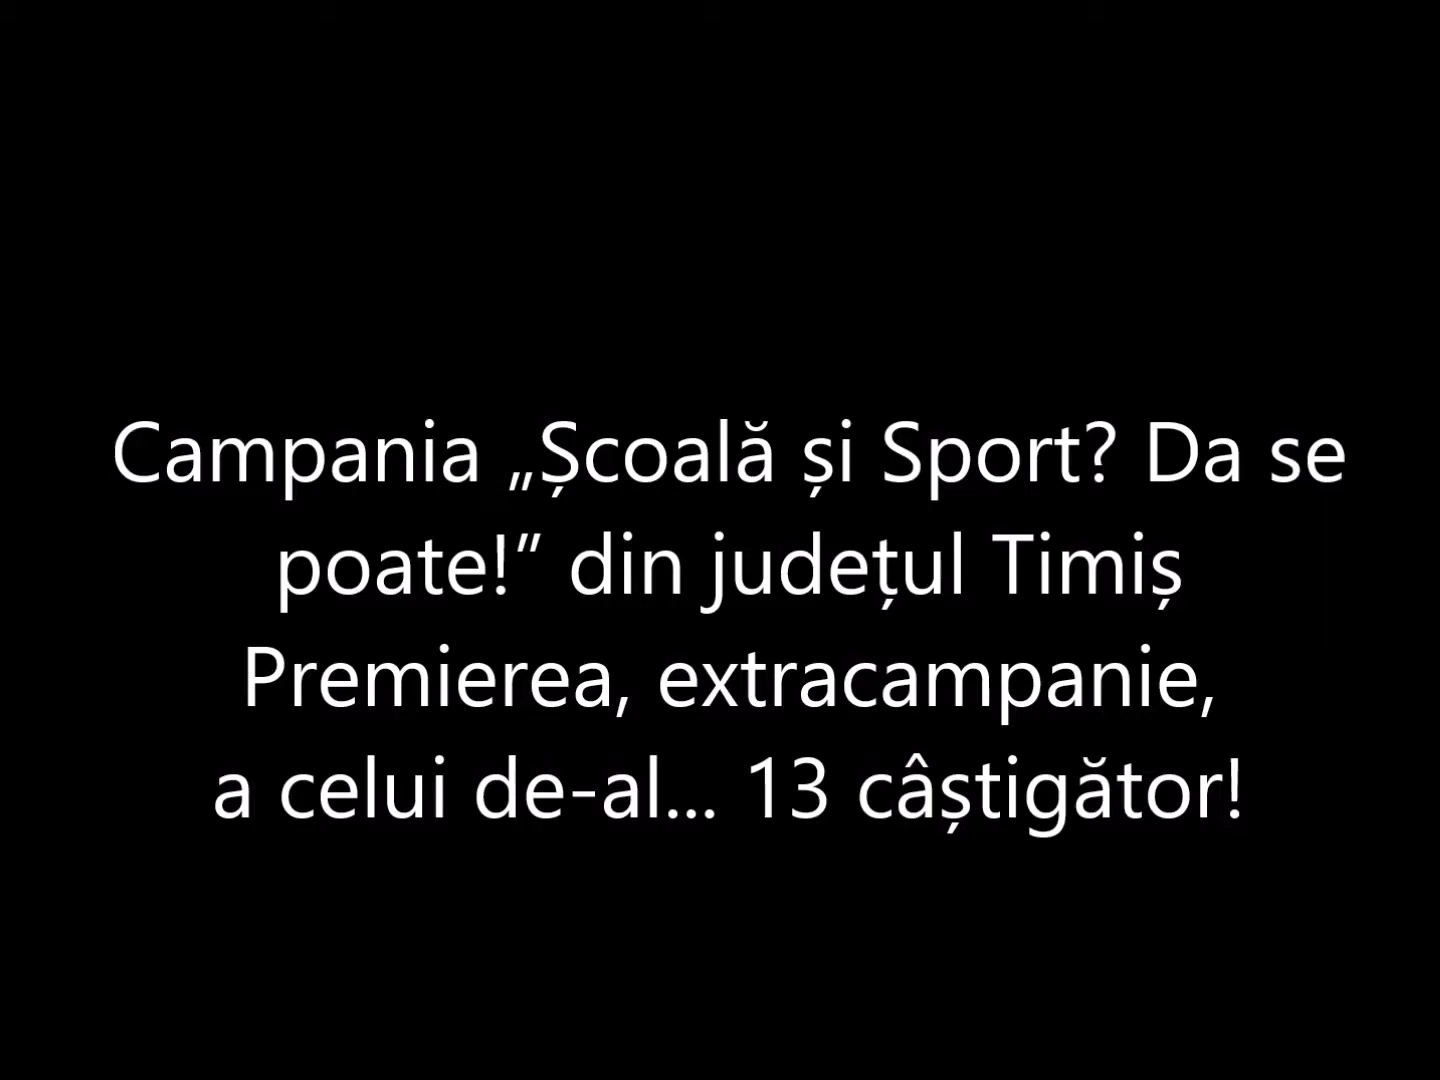 Campania „Școală și Sport? Da se
poate!” din județul Timiș
Premierea, extracampanie,
a celui de-al... 13 câștigător!